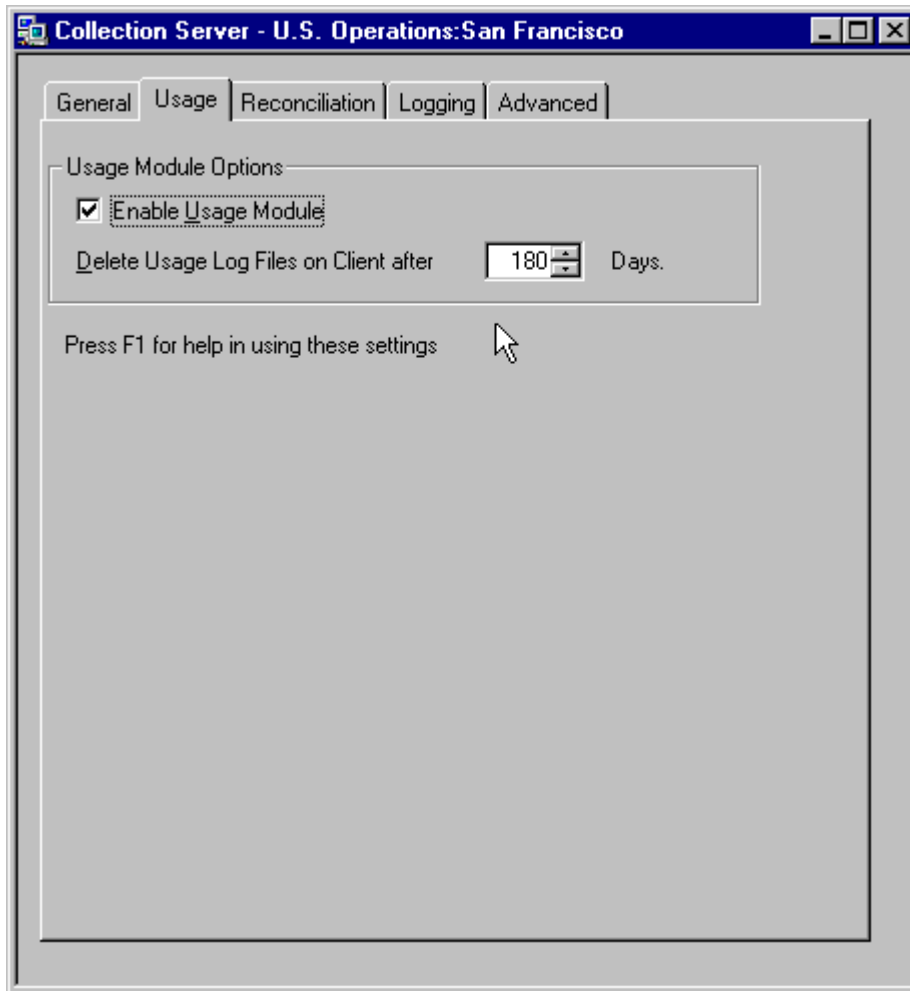 Collection Server - U.S. Operations:San Francisco
General Usage Reconciliation Logging Advanced
Usage Module Options
Enable Usage Module
Delete Usage Log Files on Client after 180 Days.
Press F1 for help in using these settings